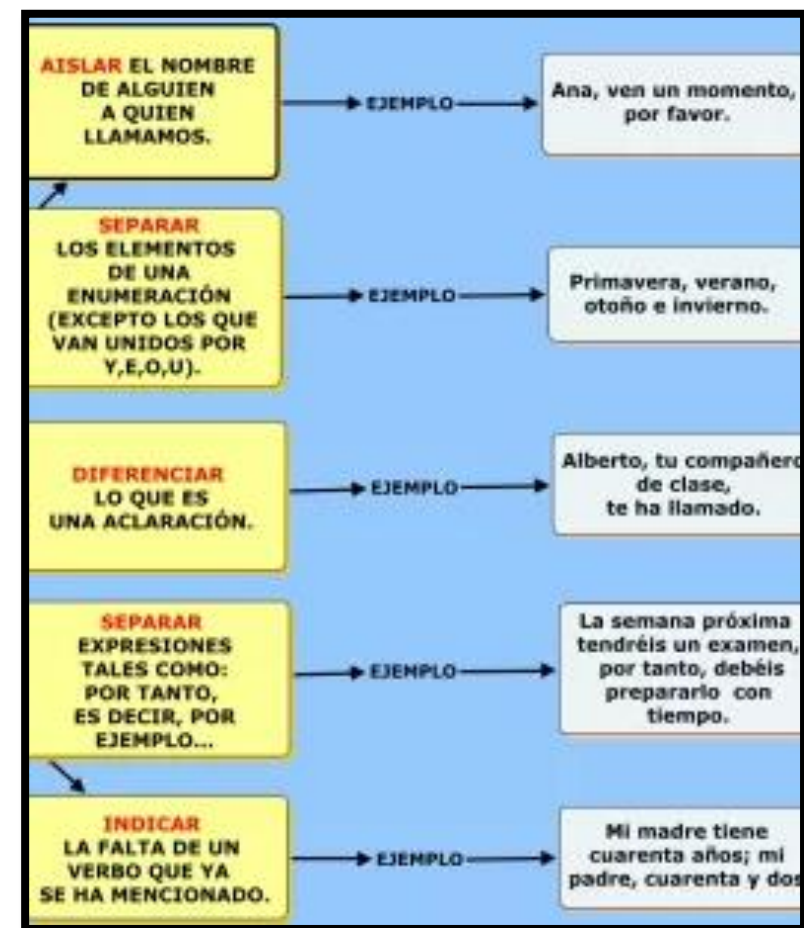 AISLAR EL NOMBRE
DE ALGUIEN
A QUIEN
LLAMAMOS.
EJEMPLO
Ana, ven un momento,
por favor.
SEPARAR
LOS ELEMENTOS
DE UNA
ENUMERACIÓN
(EXCEPTO LOS QUE
VAN UNIDOS POR
Y,E,O,U).
EJEMPLO
Primavera, verano,
otoño e invierno.
DIFERENCIAR
LO QUE ES
UNA ACLARACIÓN.
EJEMPLO
Alberto, tu compañero
de clase,
te ha llamado.
SEPARAR
EXPRESIONES
TALES COMO:
POR TANTO,
ES DECIR, POR
EJEMPLO...
EJEMPLO
La semana próxima
tendréis un examen,
por tanto, debéis
prepararlo con
tiempo.
INDICAR
LA FALTA DE UN
VERBO QUE YA
SE HA MENCIONADO.
EJEMPLO
Mi madre tiene
cuarenta años; mi
padre, cuarenta y dos